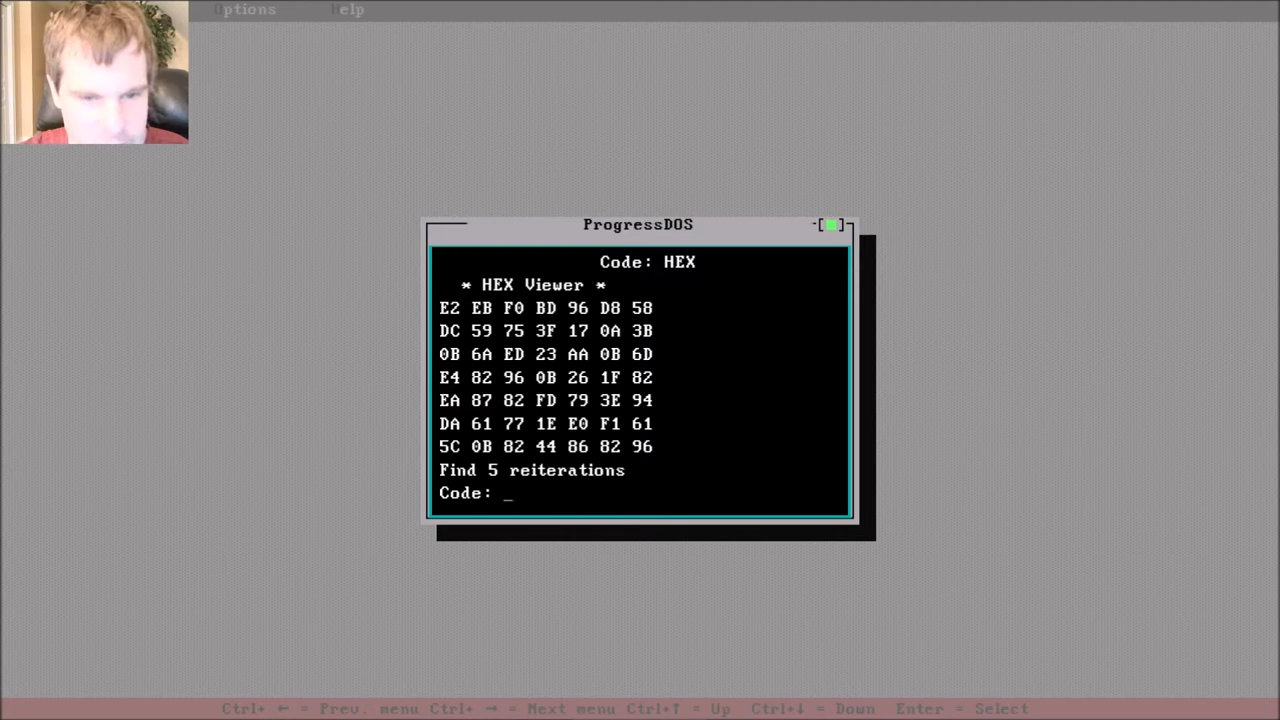 Options Help
ProgressDOS
Code: HEX
* HEX Viewer *
E2 EB F0 BD 96 D8 58
DC 59 75 3F 17 0A 3B
0B 6A ED 23 AA 0B 6D
E4 82 96 0B 26 1F 82
EA 87 82 FD 79 3E 94
DA 61 77 1E E0 F1 61
5C 0B 82 44 86 82 96
Find 5 reiterations
Code: _
Ctrl+ ← = Prev. menu Ctrl+ → = Next menu Ctrl+↑ = Up Ctrl+↓ = Down Enter = Select